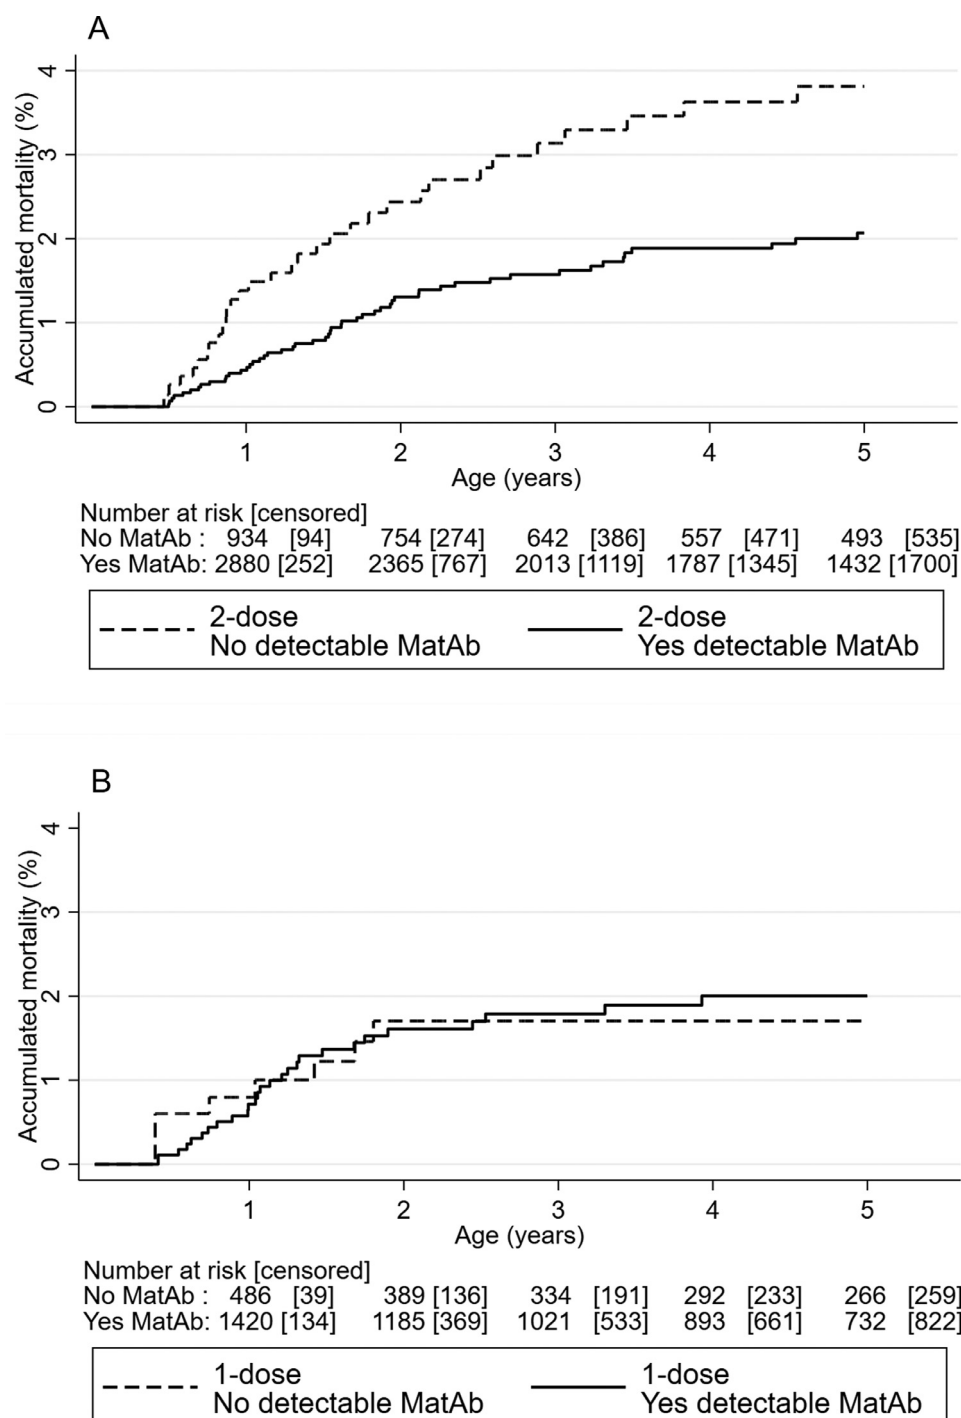 A
Accumulated mortality (%)
4
3
2
1
0
1 2 3 4 5
Age (years)
Number at risk [censored]
No MatAb : 934 [94] 754 [274] 642 [386] 557 [471] 493 [535]
Yes MatAb: 2880 [252] 2365 [767] 2013 [1119] 1787 [1345] 1432 [1700]
2-dose 2-dose
No detectable MatAb Yes detectable MatAb
B
Accumulated mortality (%)
4
3
2
1
0
1 2 3 4 5
Age (years)
Number at risk [censored]
No MatAb : 486 [39] 389 [136] 334 [191] 292 [233] 266 [259]
Yes MatAb: 1420 [134] 1185 [369] 1021 [533] 893 [661] 732 [822]
1-dose 1-dose
No detectable MatAb Yes detectable MatAb